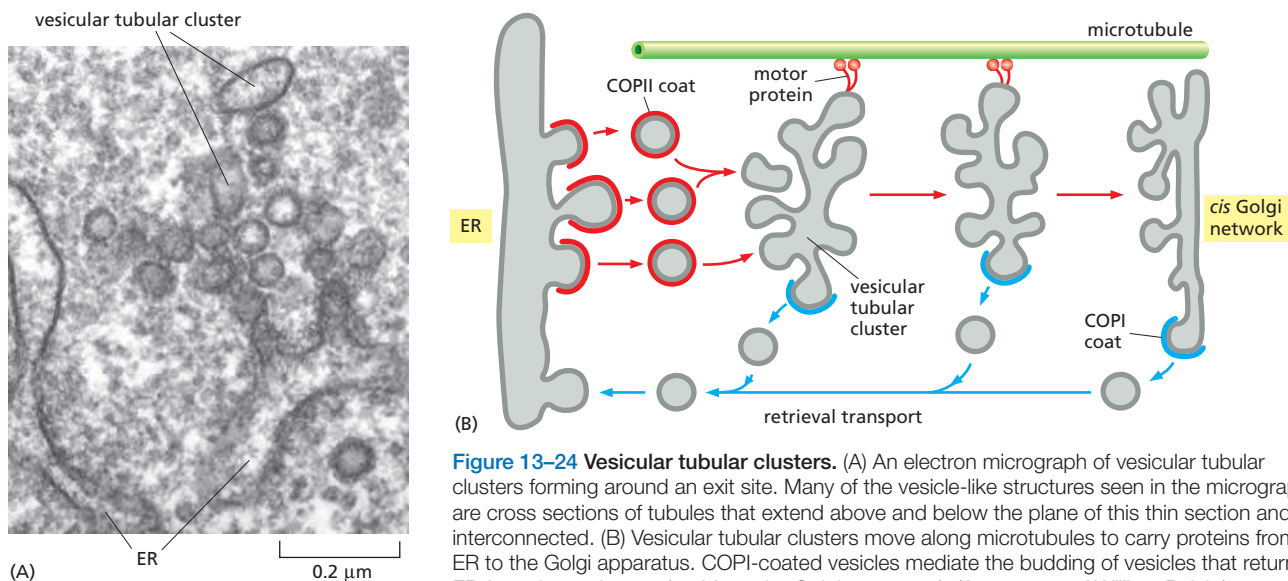 vesicular tubular cluster
ER
(A)
0.2 µm
microtubule
motor
protein
COPII coat
ER
cis Golgi
network
vesicular
tubular
cluster
COPI
coat
retrieval transport
(B)
Figure 13–24 Vesicular tubular clusters. (A) An electron micrograph of vesicular tubular
clusters forming around an exit site. Many of the vesicle-like structures seen in the
are cross sections of tubules that extend above and below the plane of this thin section and
interconnected. (B) Vesicular tubular clusters move along microtubules to carry proteins from
ER to the Golgi apparatus. COPI-coated vesicles mediate the budding of vesicles that